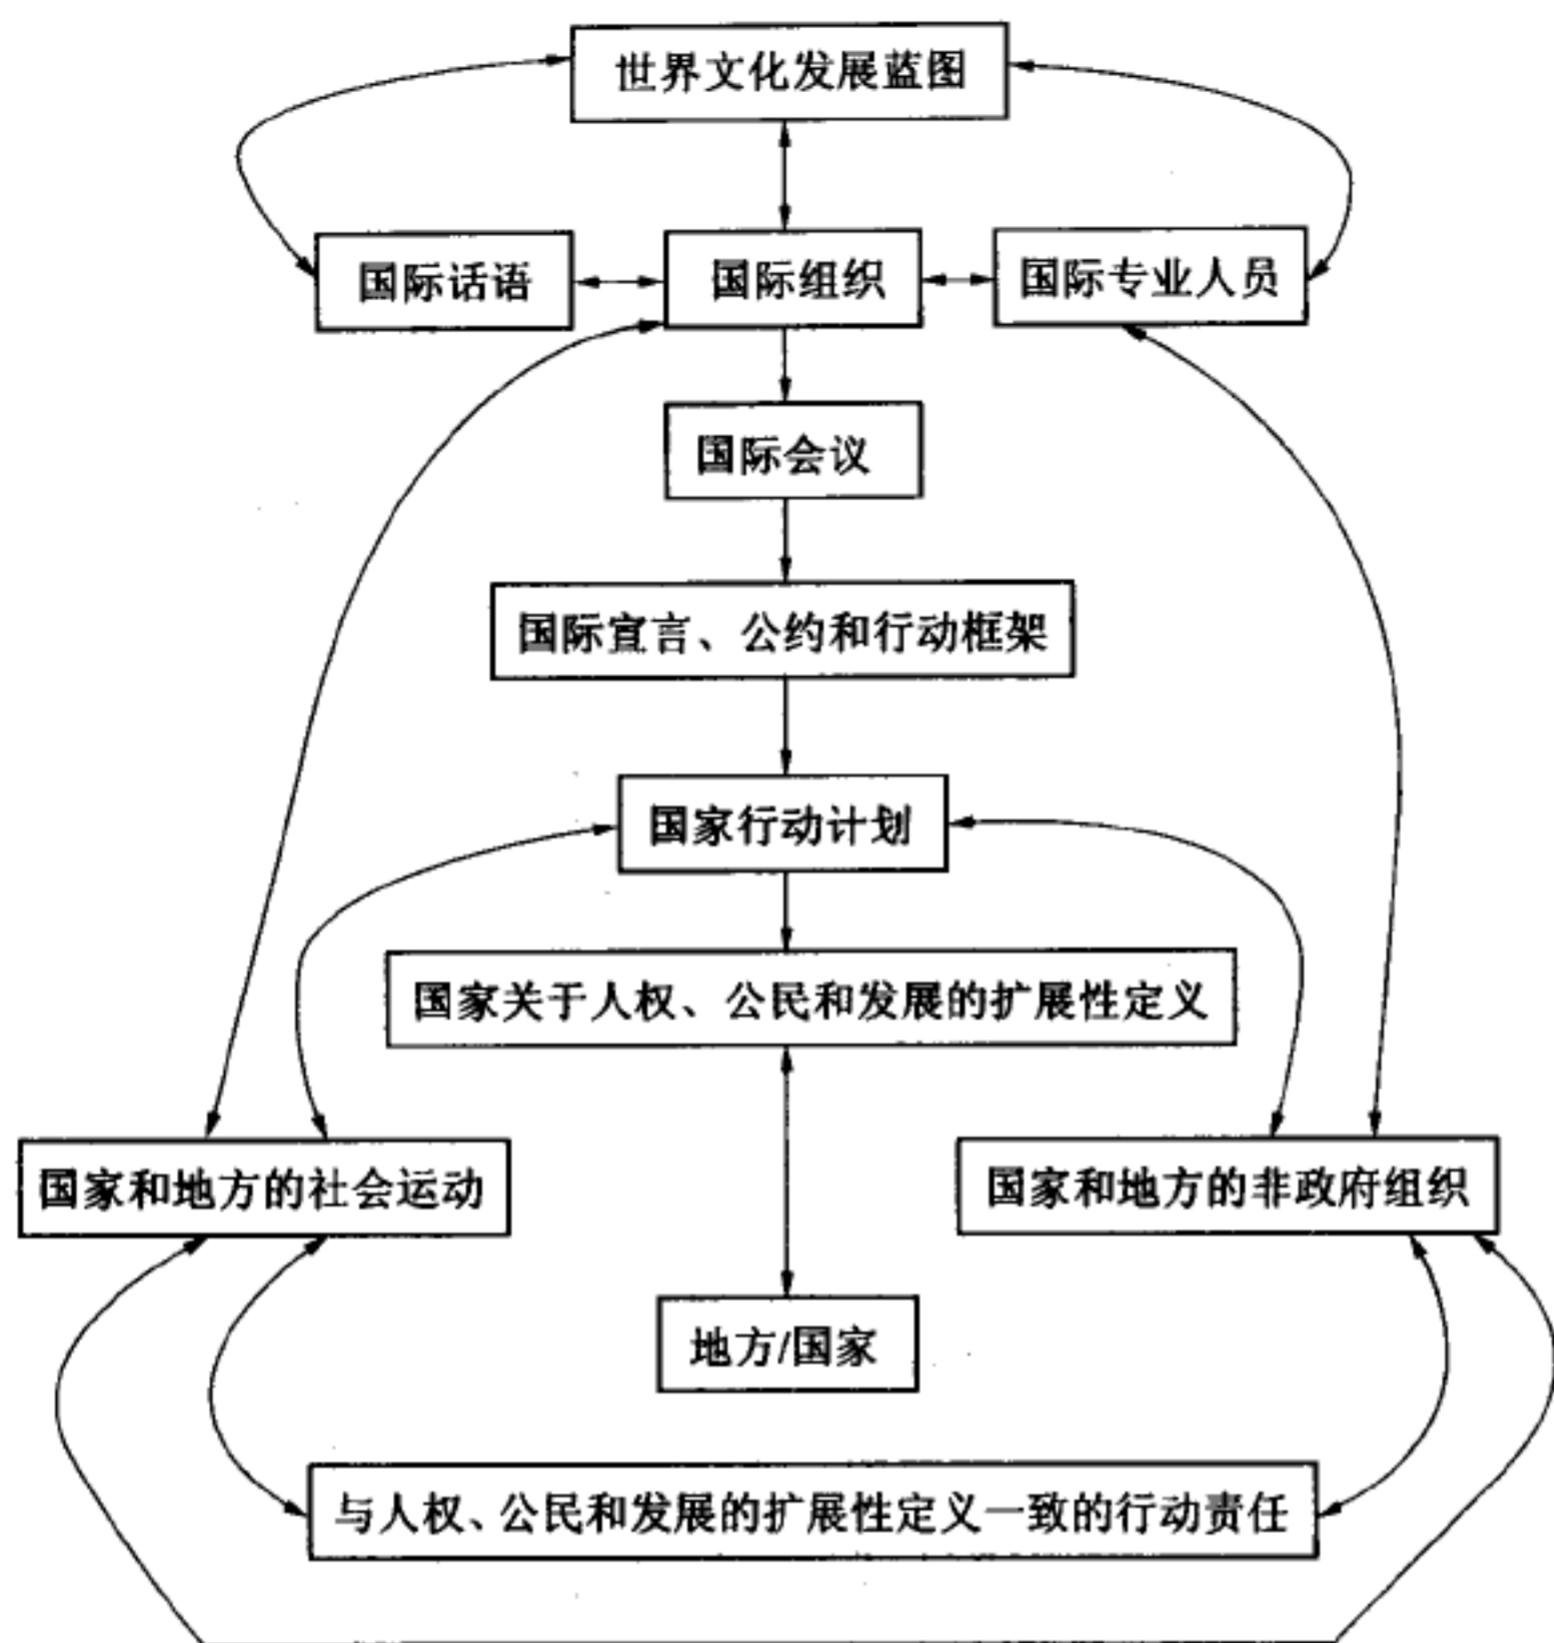 世界文化发展蓝图
国际话语
国际组织
国际专业人员
国际会议
国际宣言、公约和行动框架
国家行动计划
国家关于人权、公民和发展的扩展性定义
国家和地方的社会运动
国家和地方的非政府组织
地方/国家
与人权、公民和发展的扩展性定义一致的行动责任